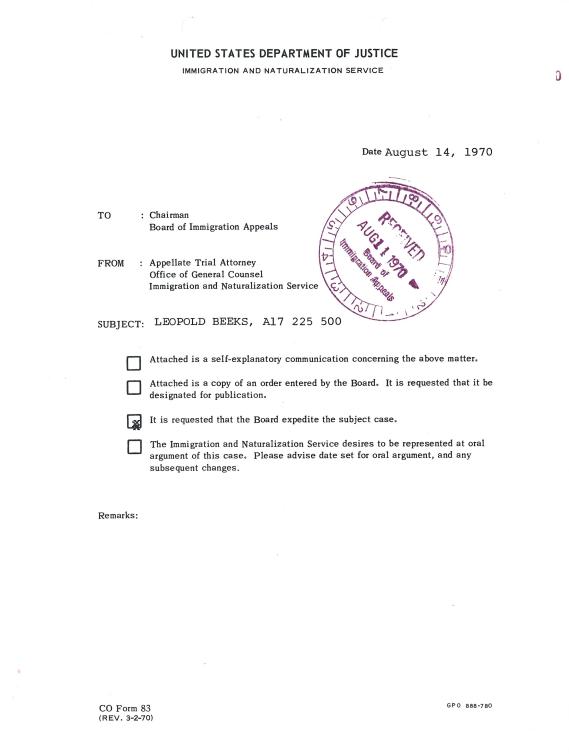 UNITED STATES DEPARTMENT OF JUSTICE
IMMIGRATION AND NATURALIZATION SERVICE
Date August 14, 1970
TO : Chairman
Board of Immigration Appeals
FROM : Appellate Trial Attorney
Office of General Counsel
Immigration and Naturalization Service
RECEIVED
AUG 11 1970
Board of
Immigration Appeals
SUBJECT: LEOPOLD BEEKS, A17 225 500
Attached is a self-explanatory communication concerning the above matter.
Attached is a copy of an order entered by the Board. It is requested that it be
designated for publication.
It is requested that the Board expedite the subject case.
The Immigration and Naturalization Service desires to be represented at oral
argument of this case. Please advise date set for oral argument, and any
subsequent changes.
Remarks:
CO Form 83
(REV. 3-2-70)
GPO 888-780